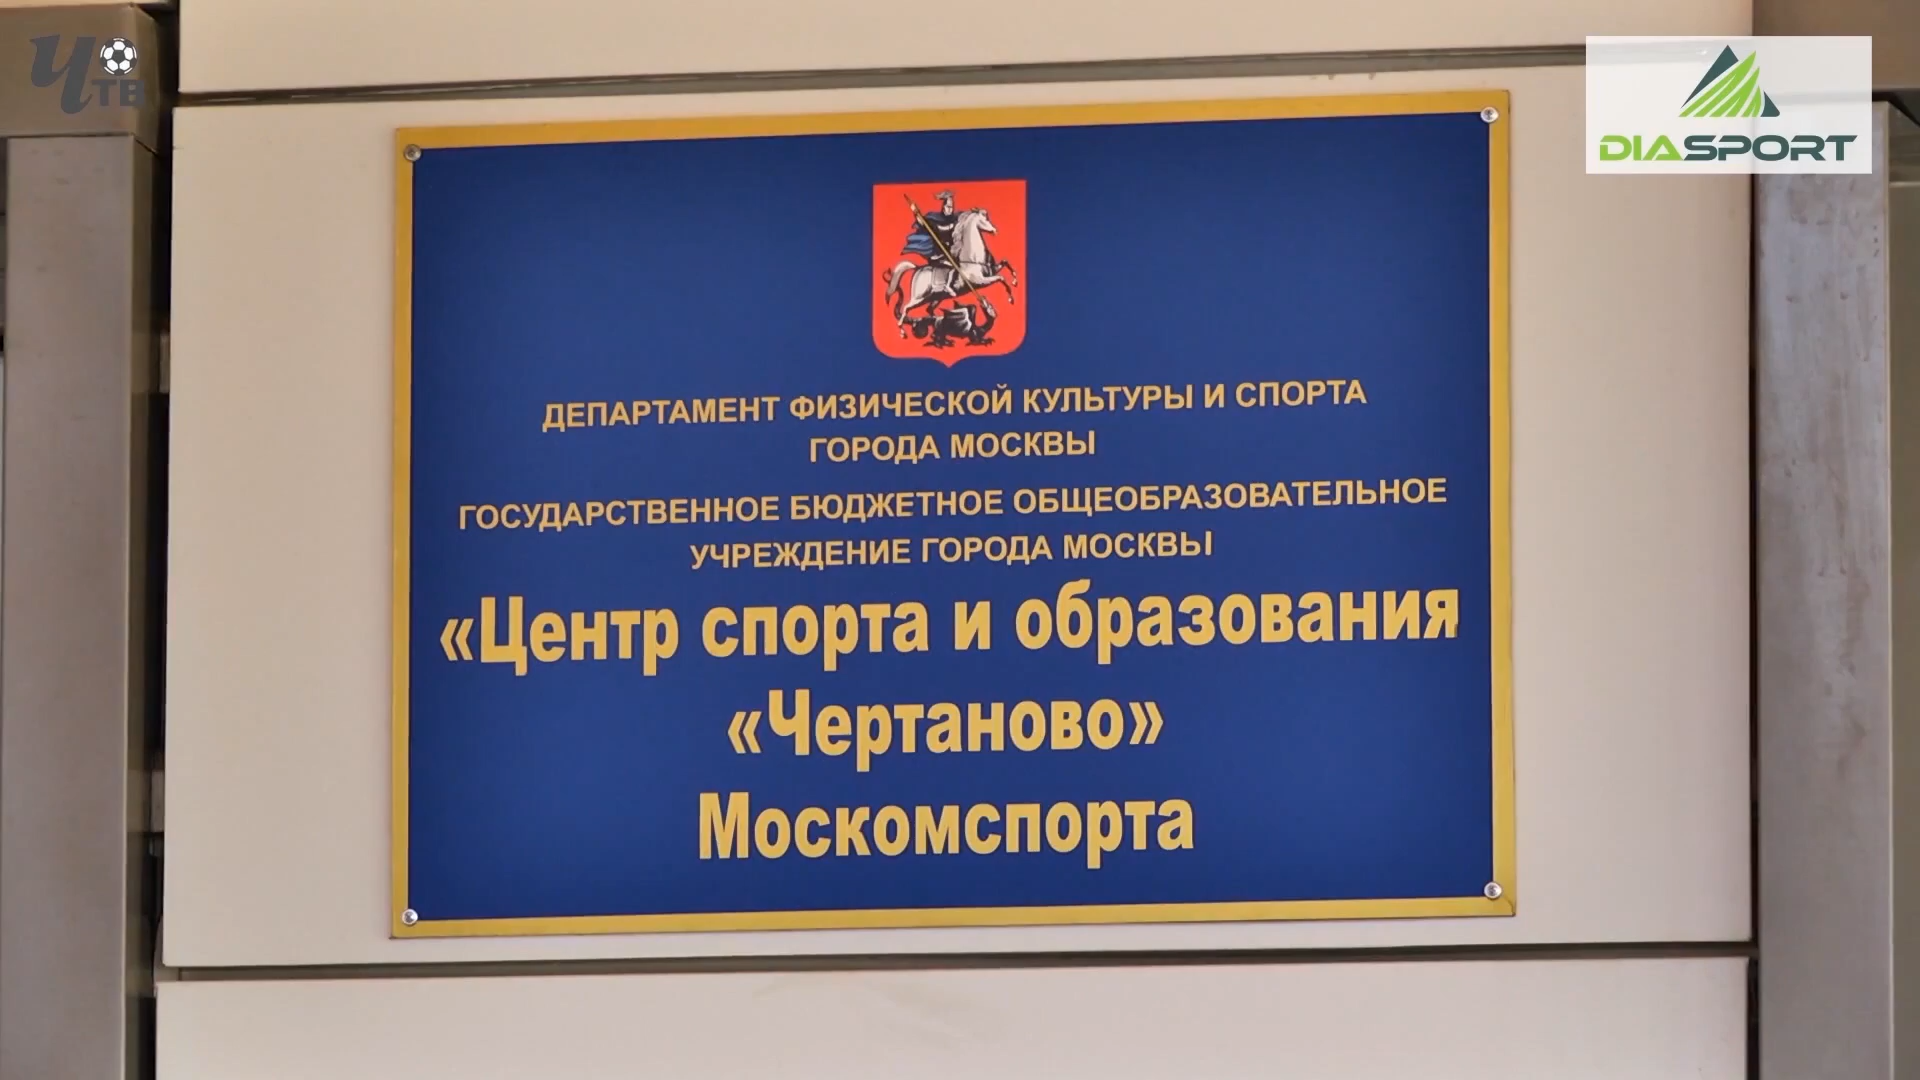 ЧТВ
DIASPORT
ДЕПАРТАМЕНТ ФИЗИЧЕСКОЙ КУЛЬТУРЫ И СПОРТА
ГОРОДА МОСКВЫ
ГОСУДАРСТВЕННОЕ БЮДЖЕТНОЕ ОБЩЕОБРАЗОВАТЕЛЬНОЕ
УЧРЕЖДЕНИЕ ГОРОДА МОСКВЫ
«Центр спорта и образования
«Чертаново»
Москомспорта